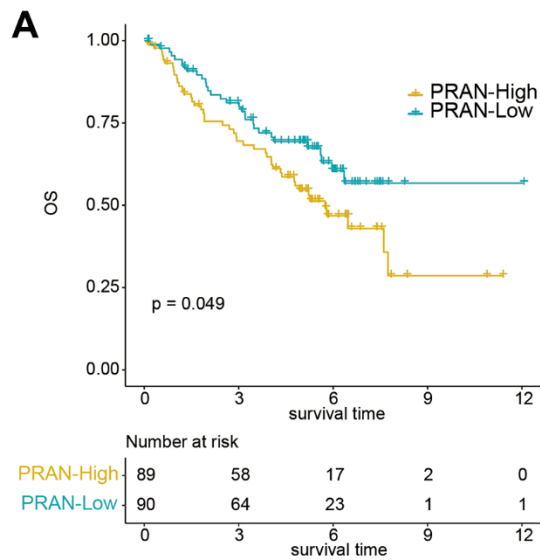 A
1.00
0.75
0.50
0.25
0.00
OS
PRAN-High
PRAN-Low
p = 0.049
0 3 6 9 12
survival time
Number at risk
PRAN-High 89 58 17 2 0
PRAN-Low 90 64 23 1 1
0 3 6 9 12
survival time